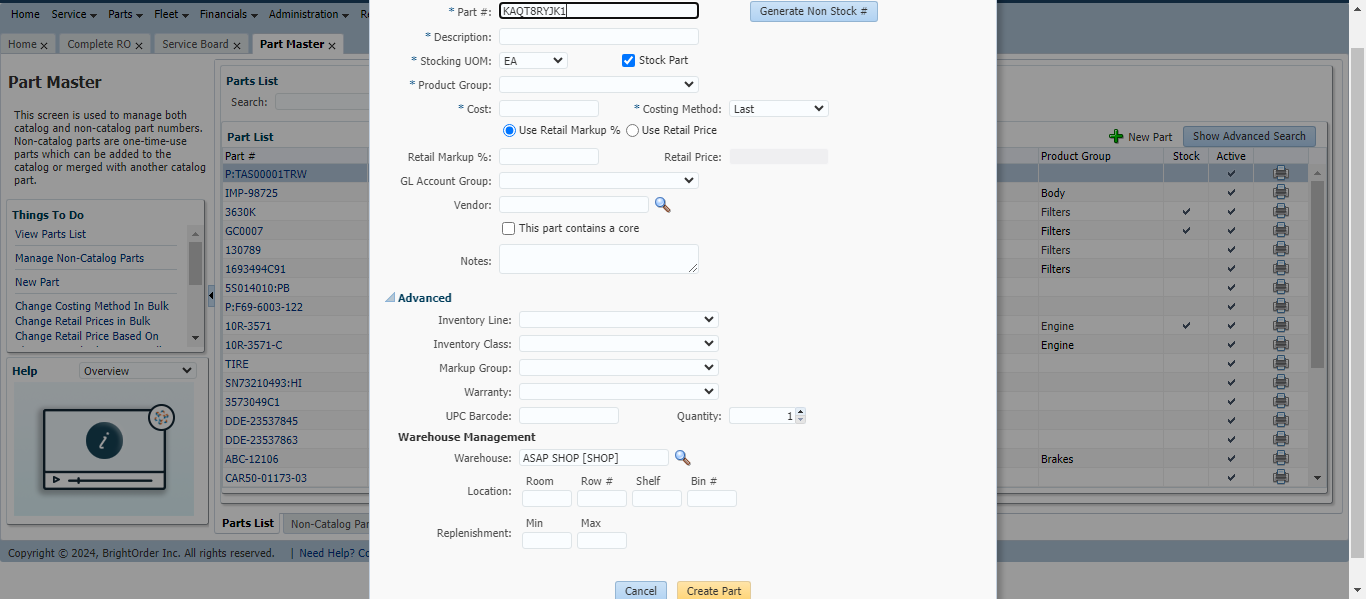 Home Service Parts Fleet Financials Administration
Home × Complete RO × Service Board × Part Master ×
Part Master
This screen is used to manage both
catalog and non-catalog part numbers.
Non-catalog parts are one-time-use
parts which can be added to the
catalog or merged with another catalog
part.
Things To Do
View Parts List
Manage Non-Catalog Parts
New Part
Change Costing Method In Bulk
Change Retail Prices in Bulk
Change Retail Price Based On
Help Overview
Parts List
Search:
Part List
Part #
P:TAS00001TRW
IMP-98725
3630K
GC0007
130789
1693494C91
5S014010:PB
P:F69-6003-122
10R-3571
10R-3571-C
TIRE
SN73210493:HI
3573049C1
DDE-23537845
DDE-23537863
ABC-12106
CAR50-01173-03
Parts List Non-Catalog Par
* Part #: KAQT8RYJK1 Generate Non Stock #
* Description:
* Stocking UOM: EA Stock Part
* Product Group:
* Cost: * Costing Method: Last
Use Retail Markup % Use Retail Price
Retail Markup %: Retail Price:
GL Account Group:
Vendor:
This part contains a core
Notes:
Advanced
Inventory Line:
Inventory Class:
Markup Group:
Warranty:
UPC Barcode: Quantity: 1
Warehouse Management
Warehouse: ASAP SHOP [SHOP]
Room Row # Shelf Bin #
Location:
Min Max
Replenishment:
Cancel Create Part
New Part Show Advanced Search
Product Group Stock Active
Body
Filters
Filters
Filters
Filters
Engine
Engine
Brakes
Copyright © 2024, BrightOrder Inc. All rights reserved. | Need Help?